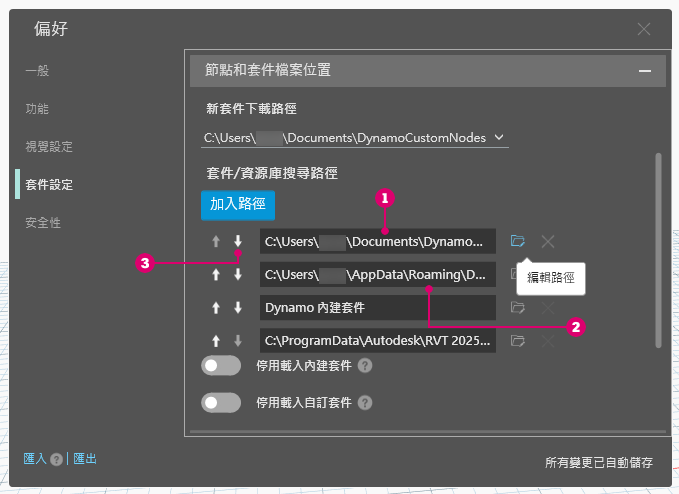 偏好
一般
功能
視覺設定
套件設定
安全性
節點和套件檔案位置
新套件下載路徑
C:\Users\ \Documents\DynamoCustomNodes
套件/資源庫搜尋路徑
加入路徑
1
C:\Users\ \Documents\Dynamo...
3
編輯路徑
C:\Users\ \AppData\Roaming\D...
Dynamo 內建套件
2
C:\ProgramData\Autodesk\RVT 2025...
停用載入內建套件 ?
停用載入自訂套件 ?
匯入 ? | 匯出
所有變更已自動儲存